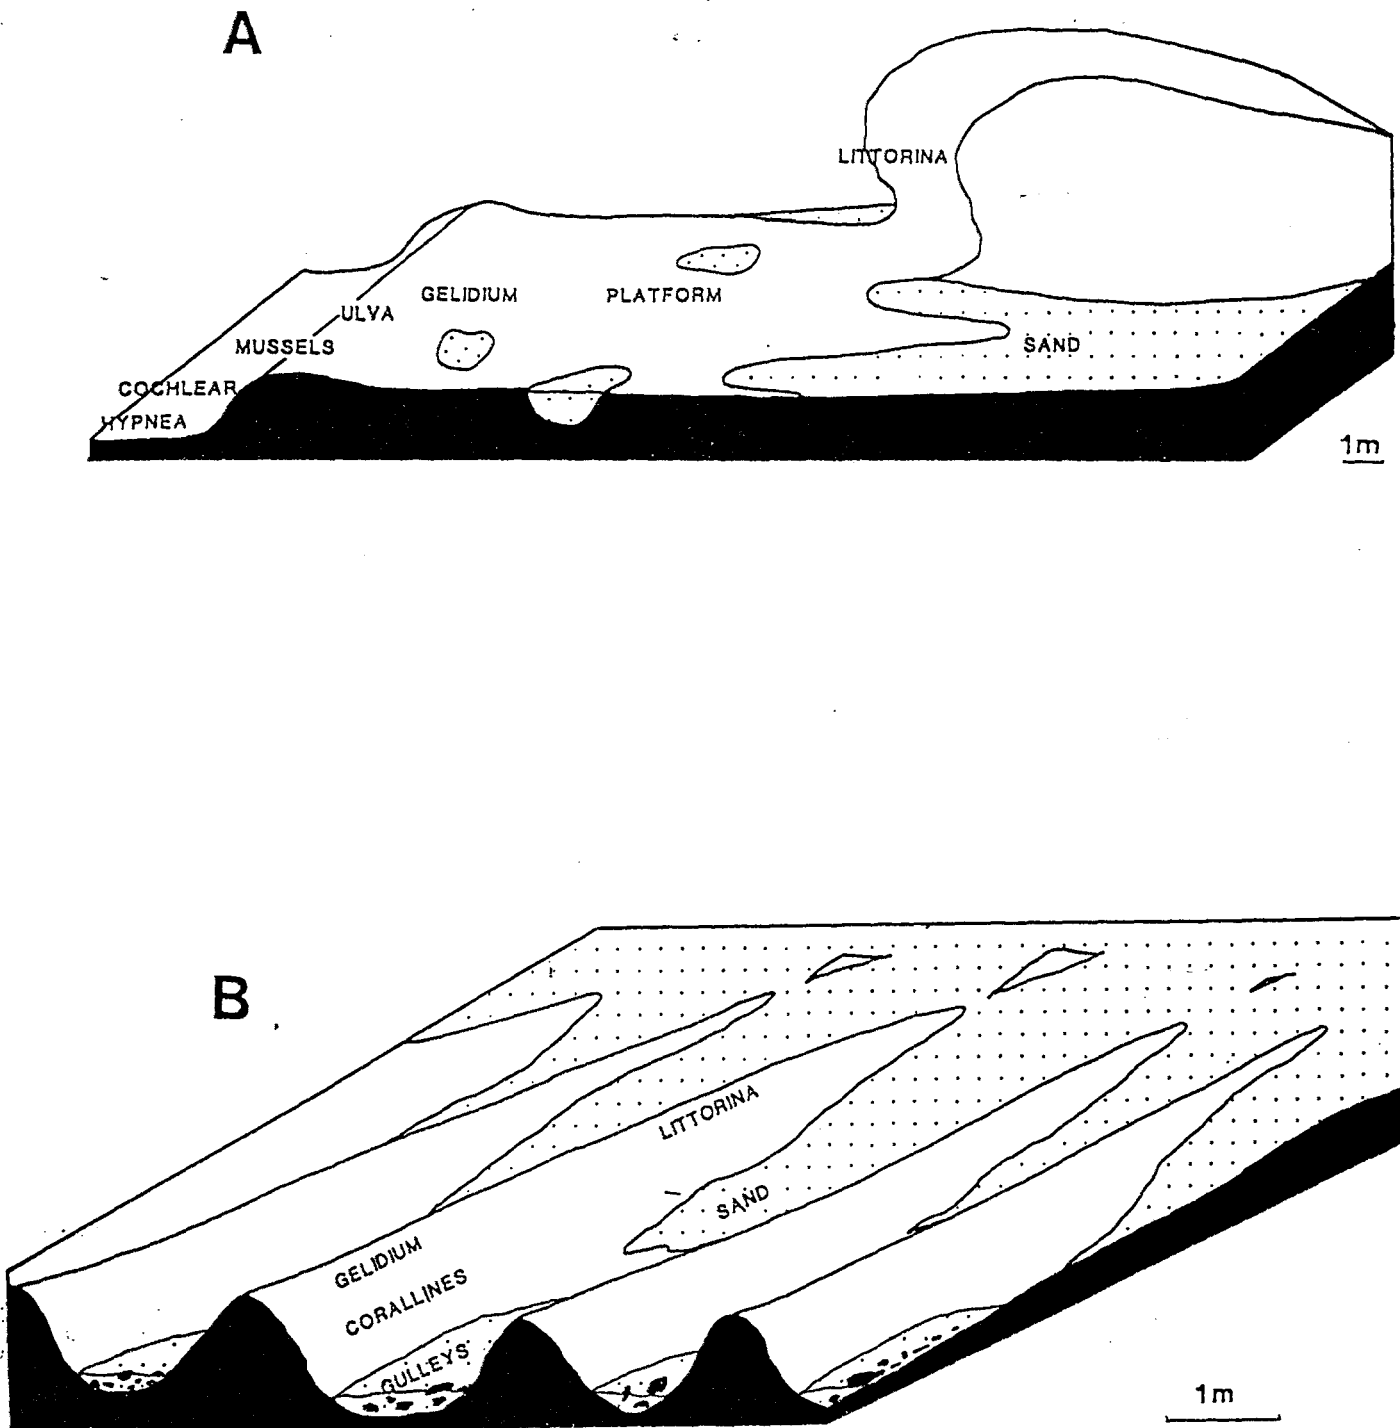 A
LITTORINA
GELIDIUM
PLATFORM
ULVA
SAND
MUSSELS
COCHLEAR
HYPNEA
1m
B
LITTORINA
SAND
GELIDIUM
CORALLINES
GULLEYS
1m